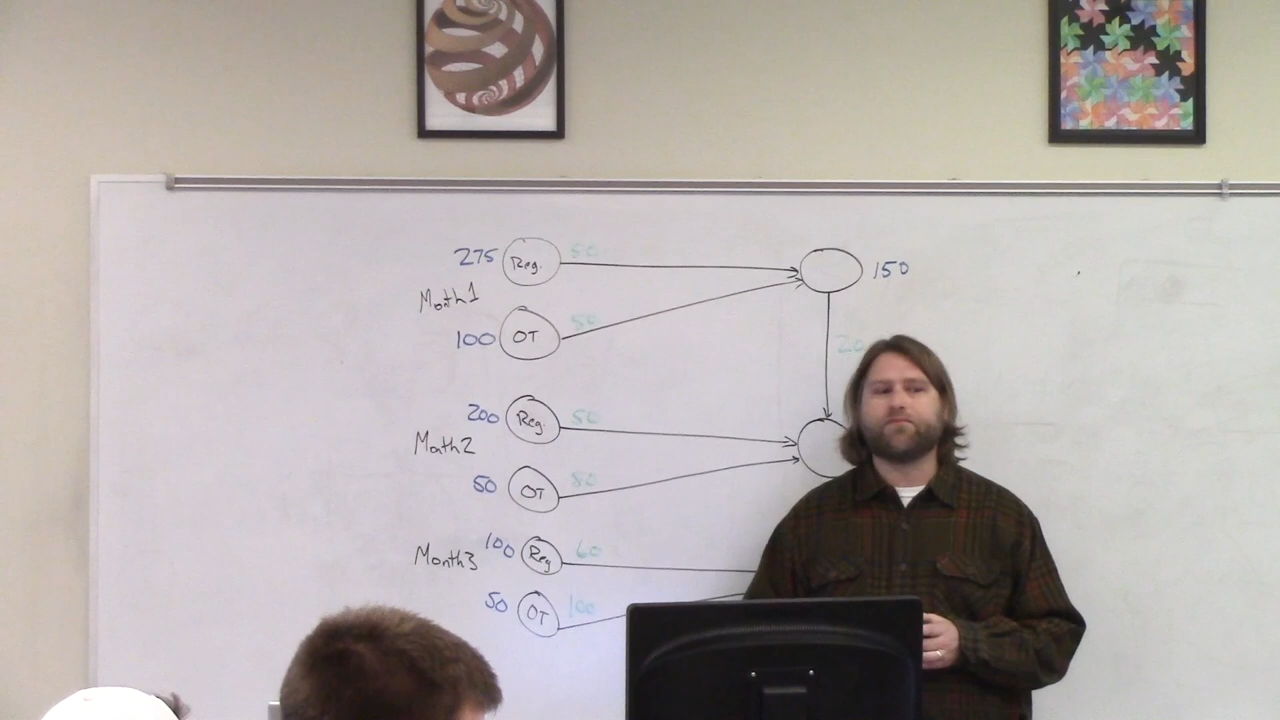 275 Reg. 50 150
Month1
100 OT 50
20
200 Reg. 50
Month2
50 OT 80
Month3 100 Reg 60
50 OT 100